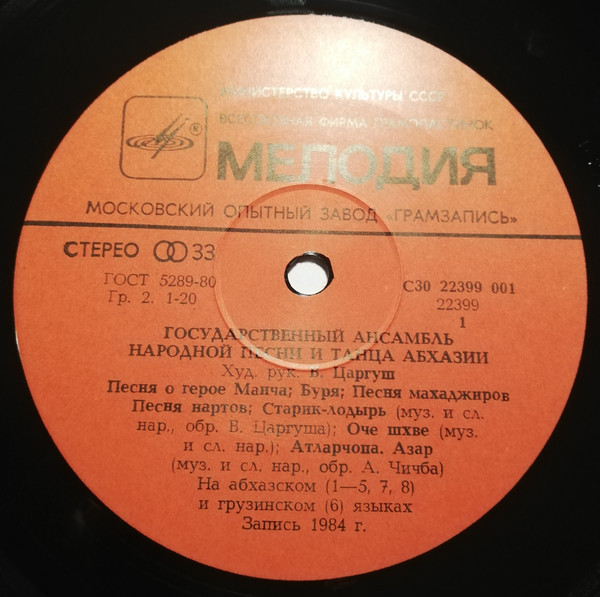 МИНИСТЕРСТВО КУЛЬТУРЫ СССР
ВСЕСОЮЗНАЯ ФИРМА ГРАМПЛАСТИНОК
МЕЛОДИЯ
МОСКОВСКИЙ ОПЫТНЫЙ ЗАВОД «ГРАМЗАПИСЬ»
СТЕРЕО 33
ГОСТ 5289-80
Гр. 2. 1-20
С30 22399 001
22399
1
ГОСУДАРСТВЕННЫЙ АНСАМБЛЬ
НАРОДНОЙ ПЕСНИ И ТАНЦА АБХАЗИИ
Худ. рук. В. Царгуш
Песня о герое Манча; Буря; Песня махаджиров
Песня нартов; Старик-лодырь (муз. и сл.
нар., обр. В. Царгуша); Оче шхве (муз.
и сл. нар.); Атларчопа. Азар
(муз. и сл. нар., обр. А. Чичба)
На абхазском (1—5, 7, 8)
и грузинском (6) языках
Запись 1984 г.